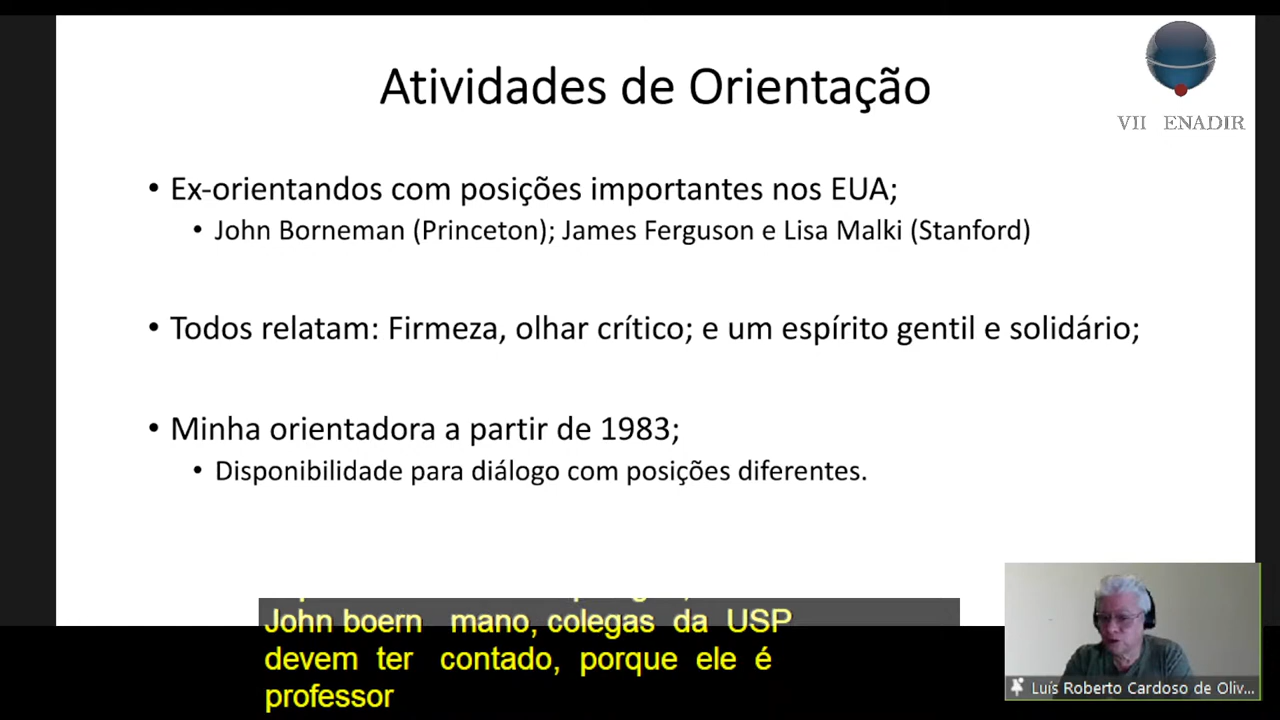 Atividades de Orientação
VII ENADIR
• Ex-orientandos com posições importantes nos EUA;
• John Borneman (Princeton); James Ferguson e Lisa Malki (Stanford)
• Todos relatam: Firmeza, olhar crítico; e um espírito gentil e solidário;
• Minha orientadora a partir de 1983;
• Disponibilidade para diálogo com posições diferentes.
John boern mano, colegas da USP
devem ter contado, porque ele é
professor
Luís Roberto Cardoso de Oliv...